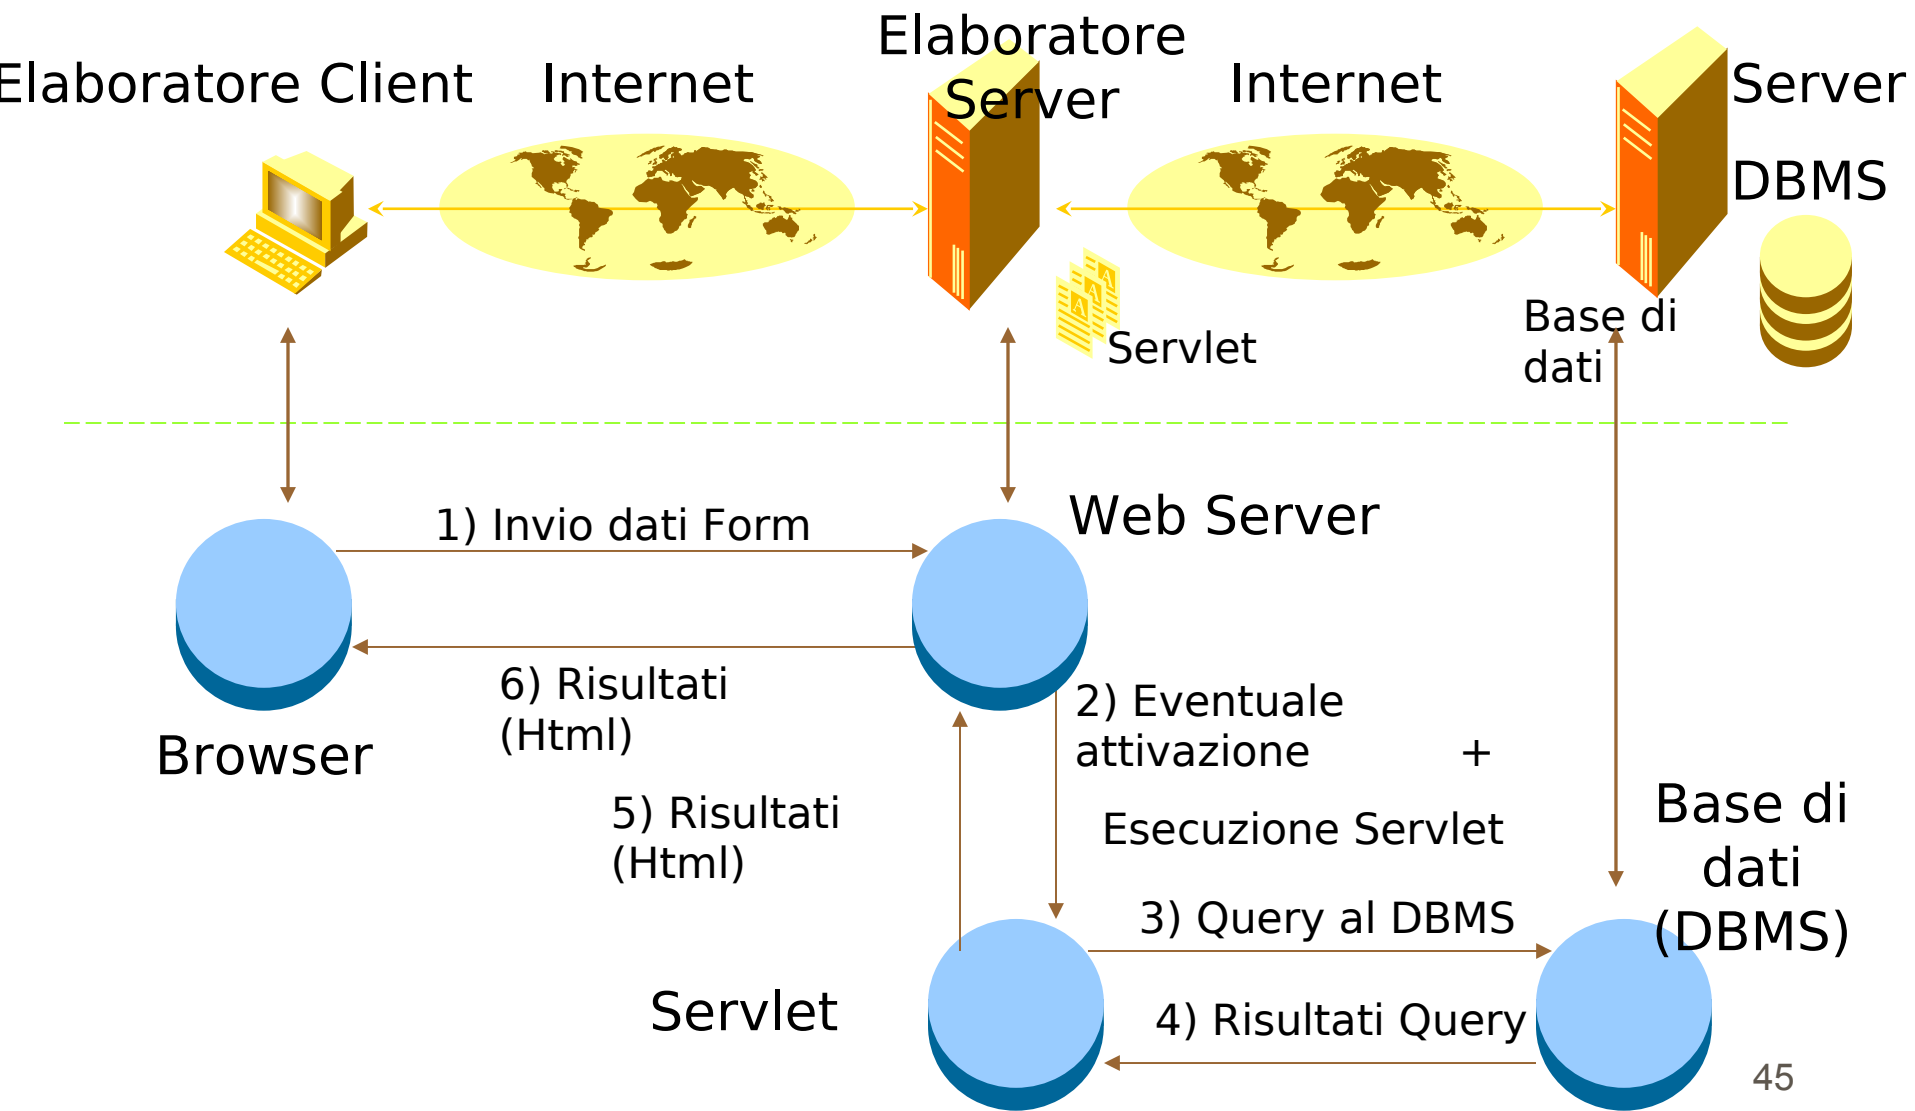 Elaboratore Client
Internet
Elaboratore
Server
Internet
Server
DBMS
Servlet
Base di
dati
1) Invio dati Form
Web Server
6) Risultati
(Html)
Browser
2) Eventuale
attivazione +
Esecuzione Servlet
5) Risultati
(Html)
Base di
dati
(DBMS)
3) Query al DBMS
Servlet
4) Risultati Query
45